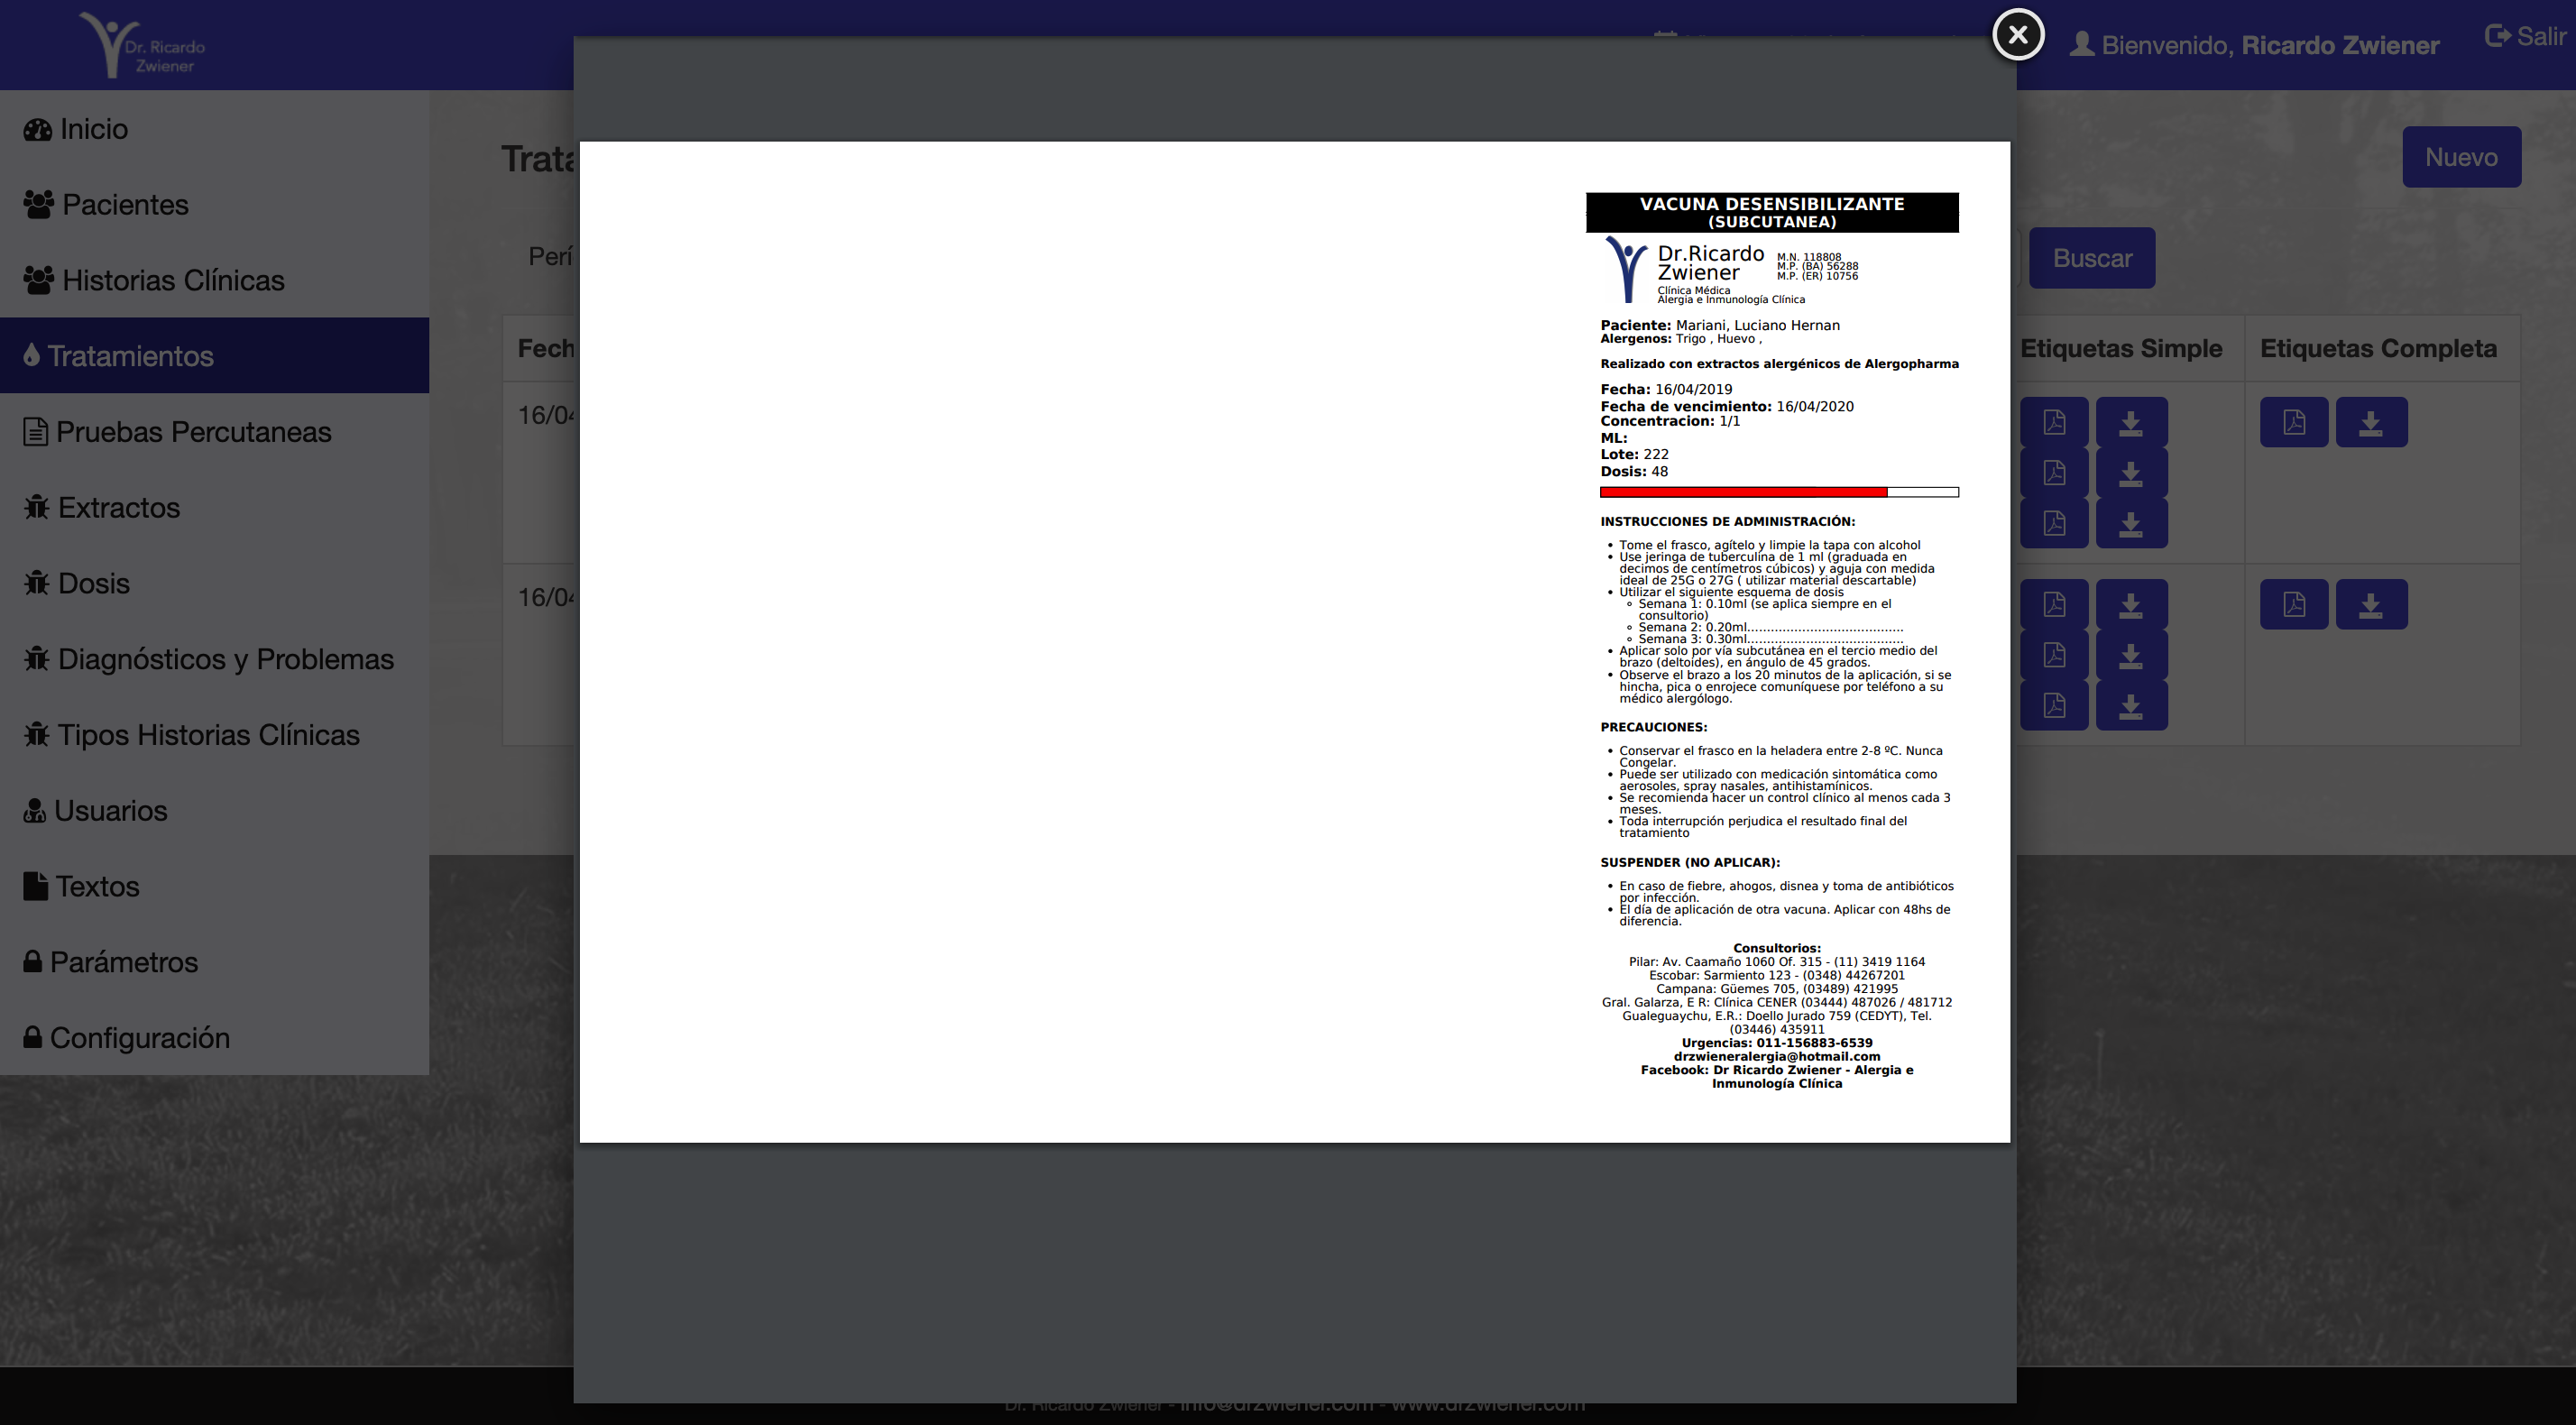 Dr. Ricardo
Zwiener
Bienvenido, Ricardo Zwiener
Salir
Inicio
Pacientes
Historias Clínicas
Tratamientos
Pruebas Percutaneas
Extractos
Dosis
Diagnósticos y Problemas
Tipos Historias Clínicas
Usuarios
Textos
Parámetros
Configuración
Nuevo
Buscar
Etiquetas Simple
Etiquetas Completa
VACUNA DESENSIBILIZANTE
(SUBCUTANEA)
Dr.Ricardo
Zwiener
M.N. 118808
M.P. (BA) 56288
M.P. (ER) 10756
Clínica Médica
Alergia e Inmunología Clínica
Paciente: Mariani, Luciano Hernan
Alergenos: Trigo , Huevo ,
Realizado con extractos alergénicos de Alergopharma
Fecha: 16/04/2019
Fecha de vencimiento: 16/04/2020
Concentracion: 1/1
ML:
Lote: 222
Dosis: 48
INSTRUCCIONES DE ADMINISTRACIÓN:
• Tome el frasco, agítelo y limpie la tapa con alcohol
• Use jeringa de tuberculina de 1 ml (graduada en
decimos de centímetros cúbicos) y aguja con medida
ideal de 25G o 27G ( utilizar material descartable)
• Utilizar el siguiente esquema de dosis
◦ Semana 1: 0.10ml (se aplica siempre en el
consultorio)
◦ Semana 2: 0.20ml........................................
◦ Semana 3: 0.30ml........................................
• Aplicar solo por vía subcutánea en el tercio medio del
brazo (deltoides), en ángulo de 45 grados.
• Observe el brazo a los 20 minutos de la aplicación, si se
hincha, pica o enrojece comuníquese por teléfono a su
médico alergólogo.
PRECAUCIONES:
• Conservar el frasco en la heladera entre 2-8 ºC. Nunca
Congelar.
• Puede ser utilizado con medicación sintomática como
aerosoles, spray nasales, antihistamínicos.
• Se recomienda hacer un control clínico al menos cada 3
meses.
• Toda interrupción perjudica el resultado final del
tratamiento
SUSPENDER (NO APLICAR):
• En caso de fiebre, ahogos, disnea y toma de antibióticos
por infección.
• El día de aplicación de otra vacuna. Aplicar con 48hs de
diferencia.
Consultorios:
Pilar: Av. Caamaño 1060 Of. 315 - (11) 3419 1164
Escobar: Sarmiento 123 - (0348) 44267201
Campana: Güemes 705, (03489) 421995
Gral. Galarza, E R: Clínica CENER (03444) 487026 / 481712
Gualeguaychu, E.R.: Doello Jurado 759 (CEDYT), Tel.
(03446) 435911
Urgencias: 011-156883-6539
drzwieneralergia@hotmail.com
Facebook: Dr Ricardo Zwiener - Alergia e
Inmunología Clínica
Dr. Ricardo Zwiener - info@drzwiener.com - www.drzwiener.com